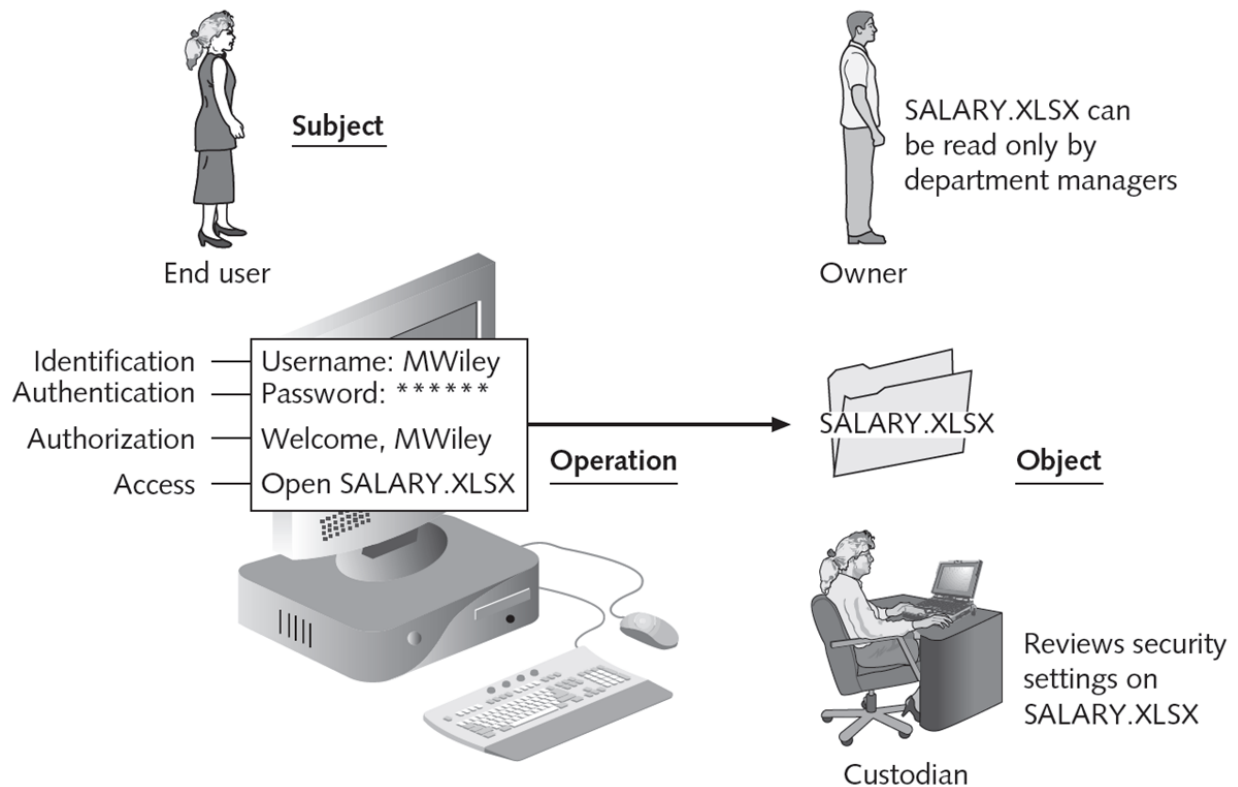 Subject
End user
SALARY.XLSX can
be read only by
department managers
Owner
Identification
Authentication
Authorization
Access
Username: MWiley
Password: ******
Welcome, MWiley
Open SALARY.XLSX
Operation
SALARY.XLSX
Object
Reviews security
settings on
SALARY.XLSX
Custodian